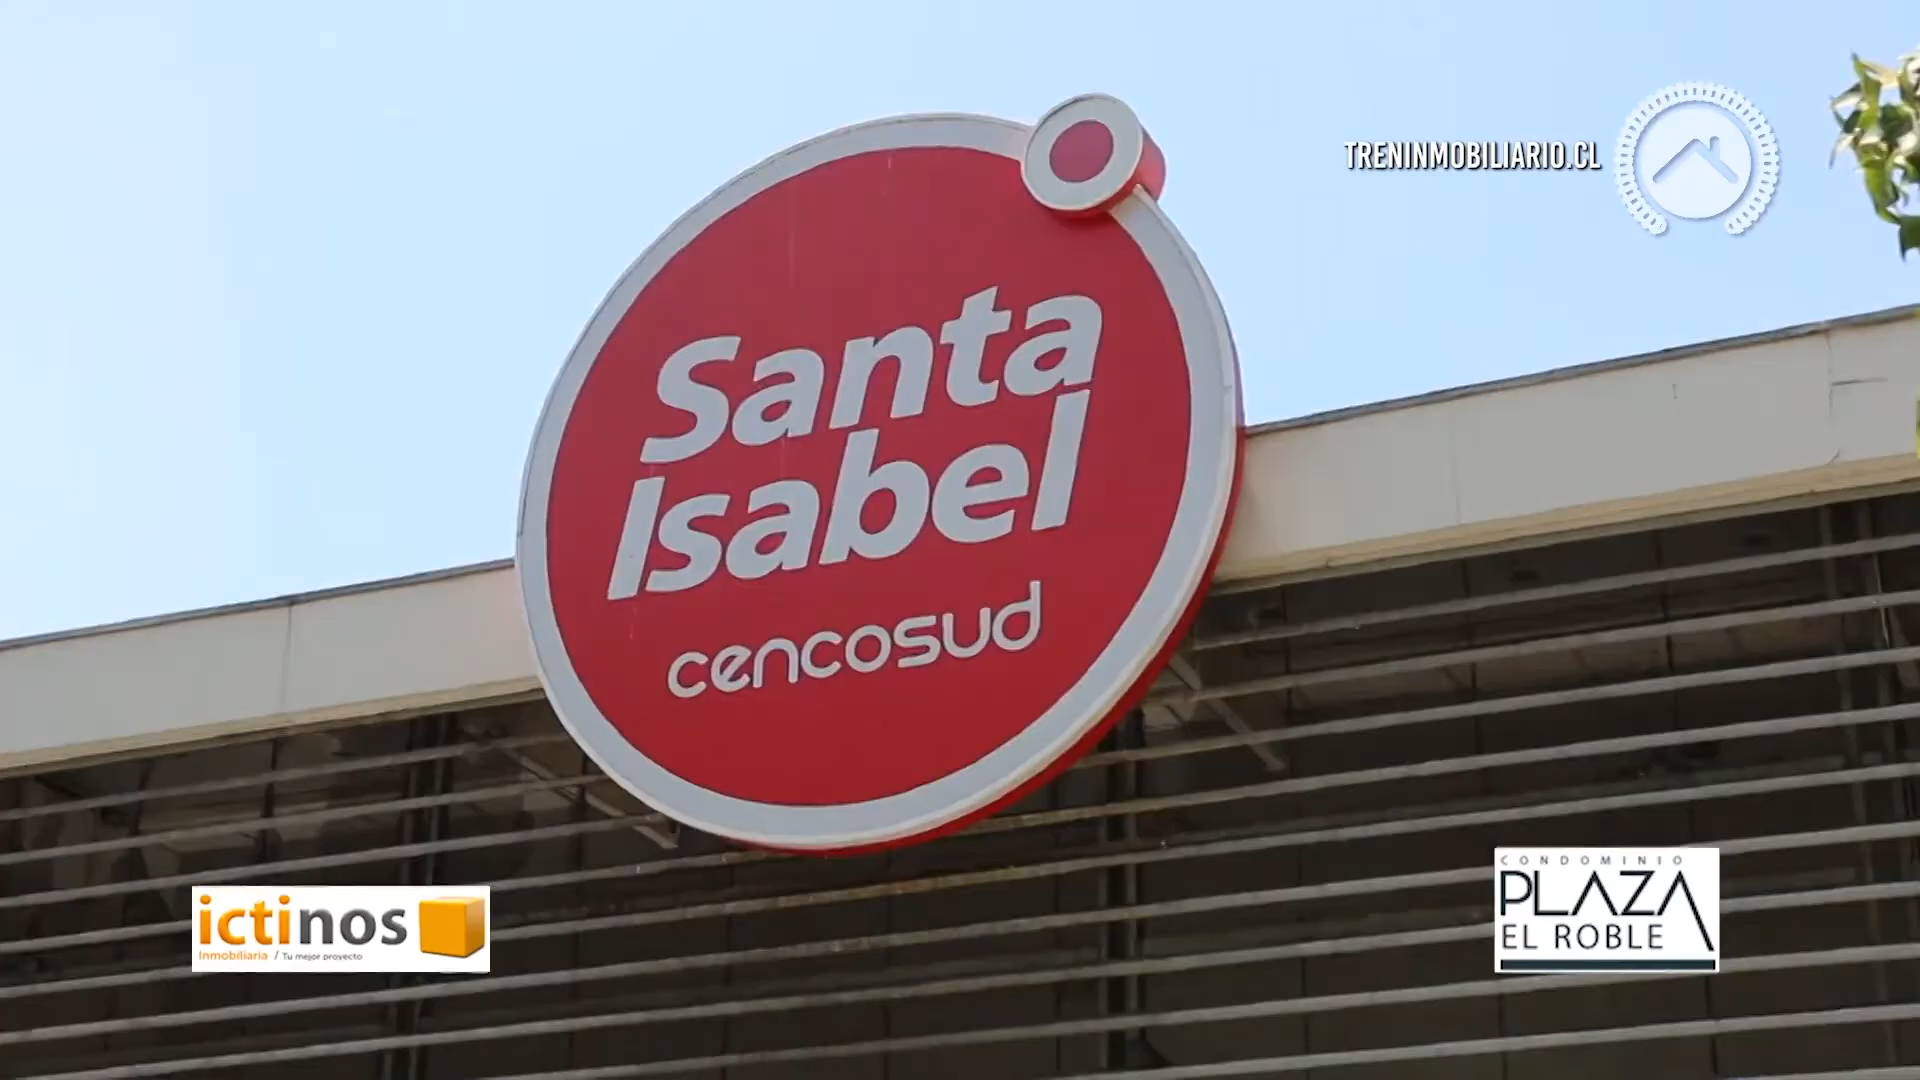 TRENINMOBILIARIO.CL
Santa
Isabel
cencosud
ictinos
Inmobiliaria / Tu mejor proyecto
CONDOMINIO
PLAZA
EL ROBLE